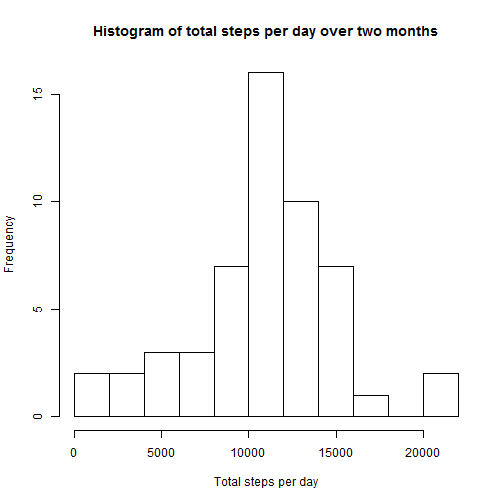 Histogram of total steps per day over two months
Frequency
15
10
5
0
0 5000 10000 15000 20000
Total steps per day